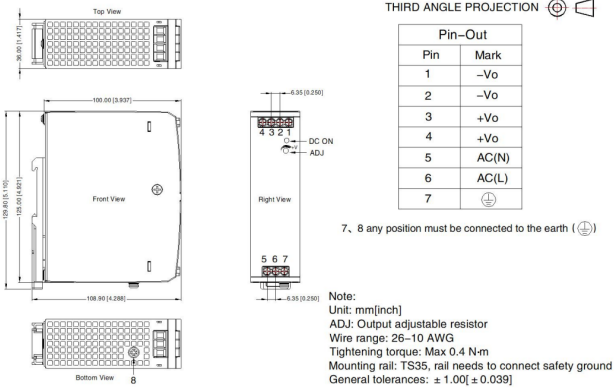 Top View
36.00 [1.417]
THIRD ANGLE PROJECTION
Pin-Out
Pin Mark
1 -Vo
2 -Vo
3 +Vo
4 +Vo
5 AC(N)
6 AC(L)
7
100.00 [3.937]
129.80 [5.110]
125.00 [4.921]
Front View
108.90 [4.288]
6.35 [0.250]
4 3 2 1
DC ON
+V
ADJ
Right View
5 6 7
6.35 [0.250]
7、8 any position must be connected to the earth ( )
Bottom View
8
Note:
Unit: mm[inch]
ADJ: Output adjustable resistor
Wire range: 26-10 AWG
Tightening torque: Max 0.4 N·m
Mounting rail: TS35, rail needs to connect safety ground
General tolerances: ± 1.00[ ± 0.039]